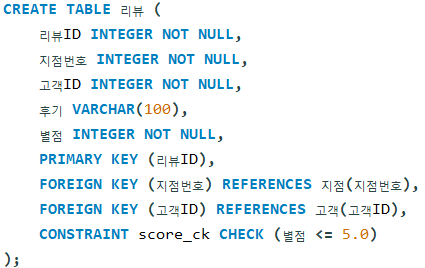 CREATE TABLE 리뷰 (
리뷰ID INTEGER NOT NULL,
지점번호 INTEGER NOT NULL,
고객ID INTEGER NOT NULL,
후기 VARCHAR(100),
별점 INTEGER NOT NULL,
PRIMARY KEY (리뷰ID),
FOREIGN KEY (지점번호) REFERENCES 지점(지점번호),
FOREIGN KEY (고객ID) REFERENCES 고객(고객ID),
CONSTRAINT score_ck CHECK (별점 <= 5.0)
);